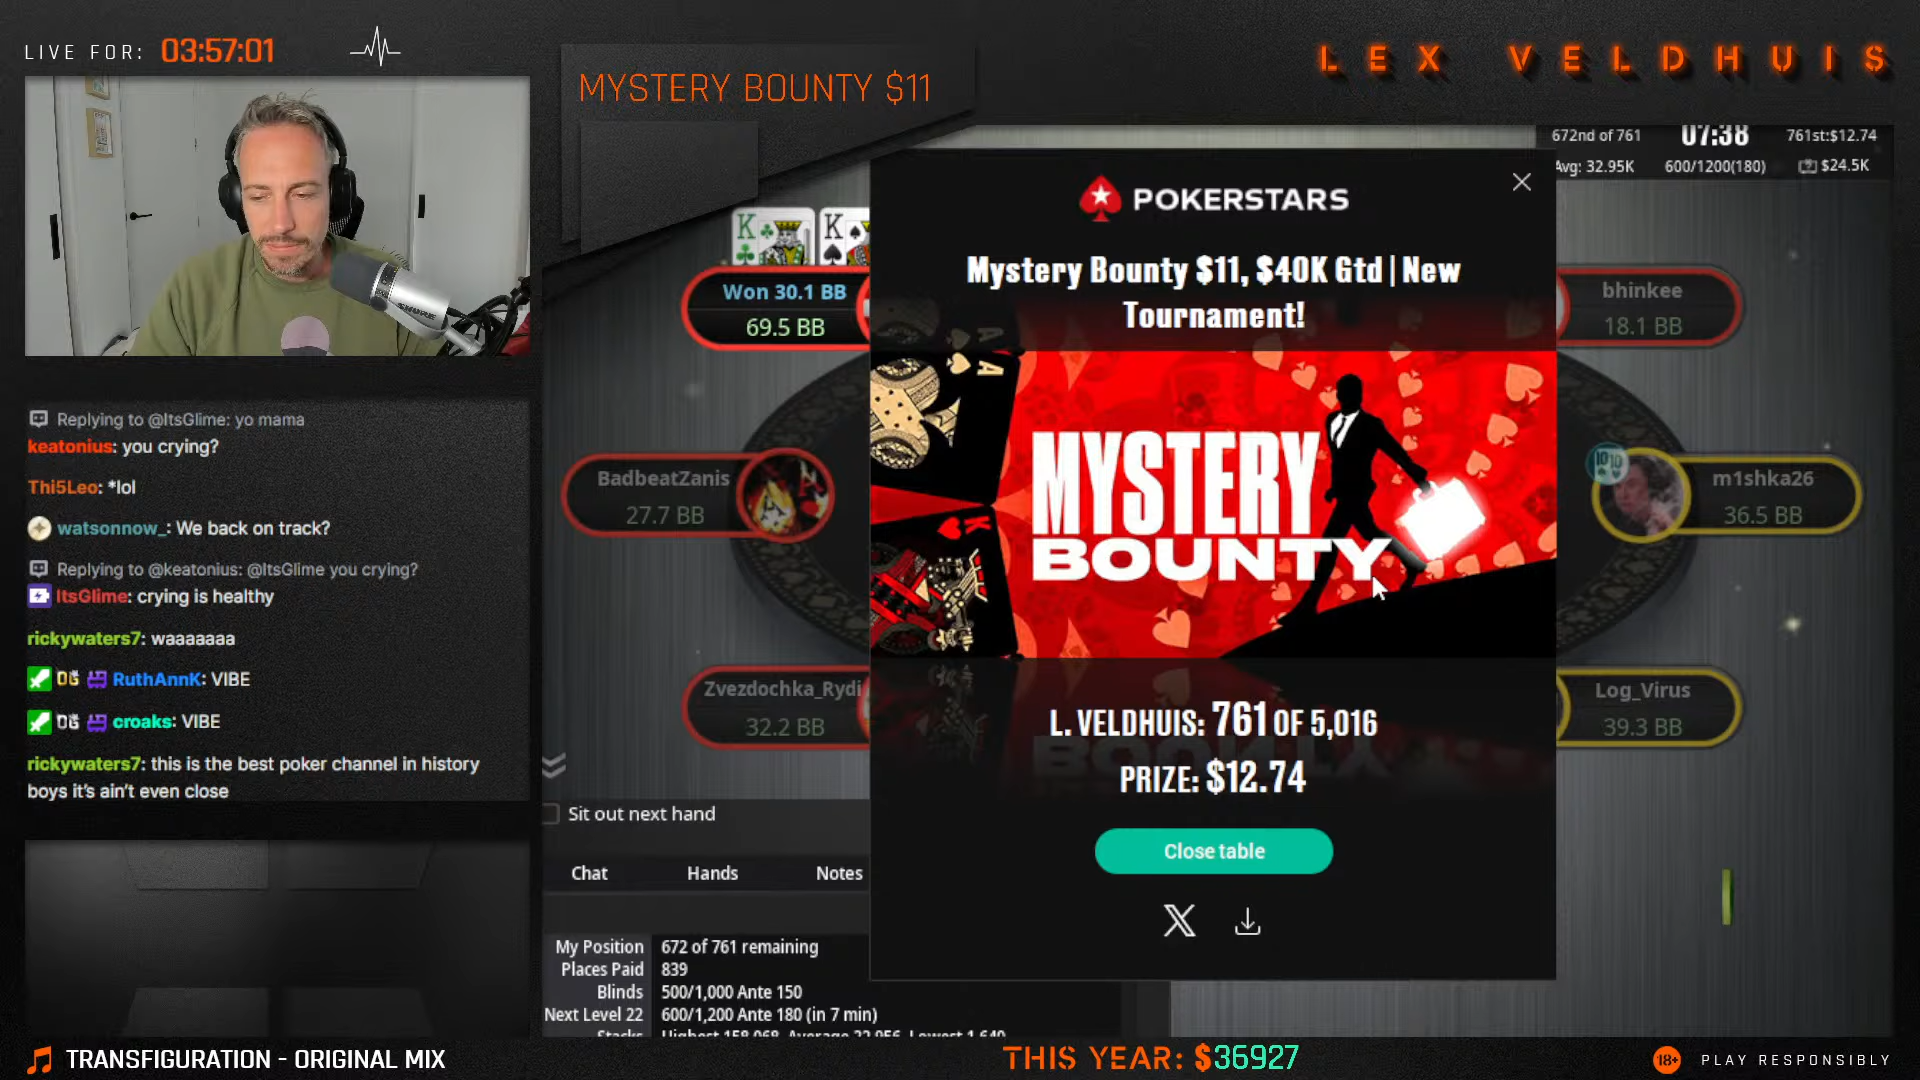 LIVE FOR: 03:57:01
MYSTERY BOUNTY $11
LEX VELDHUIS
672nd of 761
07:38
761st:$12.74
Avg: 32.95K
600/1200(180)
$24.5K
POKERSTARS
Mystery Bounty $11, $40K Gtd | New
Tournament!
K K
Won 30.1 BB
69.5 BB
bhinkee
18.1 BB
A
A
MYSTERY
BOUNTY
K
BadbeatZanis
27.7 BB
1010
m1shka26
36.5 BB
Zvezdochka_Rydi
32.2 BB
Log_Virus
39.3 BB
L. VELDHUIS: 761 OF 5,016
PRIZE: $12.74
Close table
X
Replying to @ItsGlime: yo mama
keatonius: you crying?
Thi5Leo: *lol
watsonnow_: We back on track?
Replying to @keatonius: @ItsGlime you crying?
ItsGlime: crying is healthy
rickywaters7: waaaaaaa
OG RuthAnnK: VIBE
OG croaks: VIBE
rickywaters7: this is the best poker channel in history
boys it's ain't even close
SHURE
Sit out next hand
Chat Hands Notes
My Position 672 of 761 remaining
Places Paid 839
Blinds 500/1,000 Ante 150
Next Level 22 600/1,200 Ante 180 (in 7 min)
TRANSFIGURATION - ORIGINAL MIX
THIS YEAR: $36927
18+ PLAY RESPONSIBLY